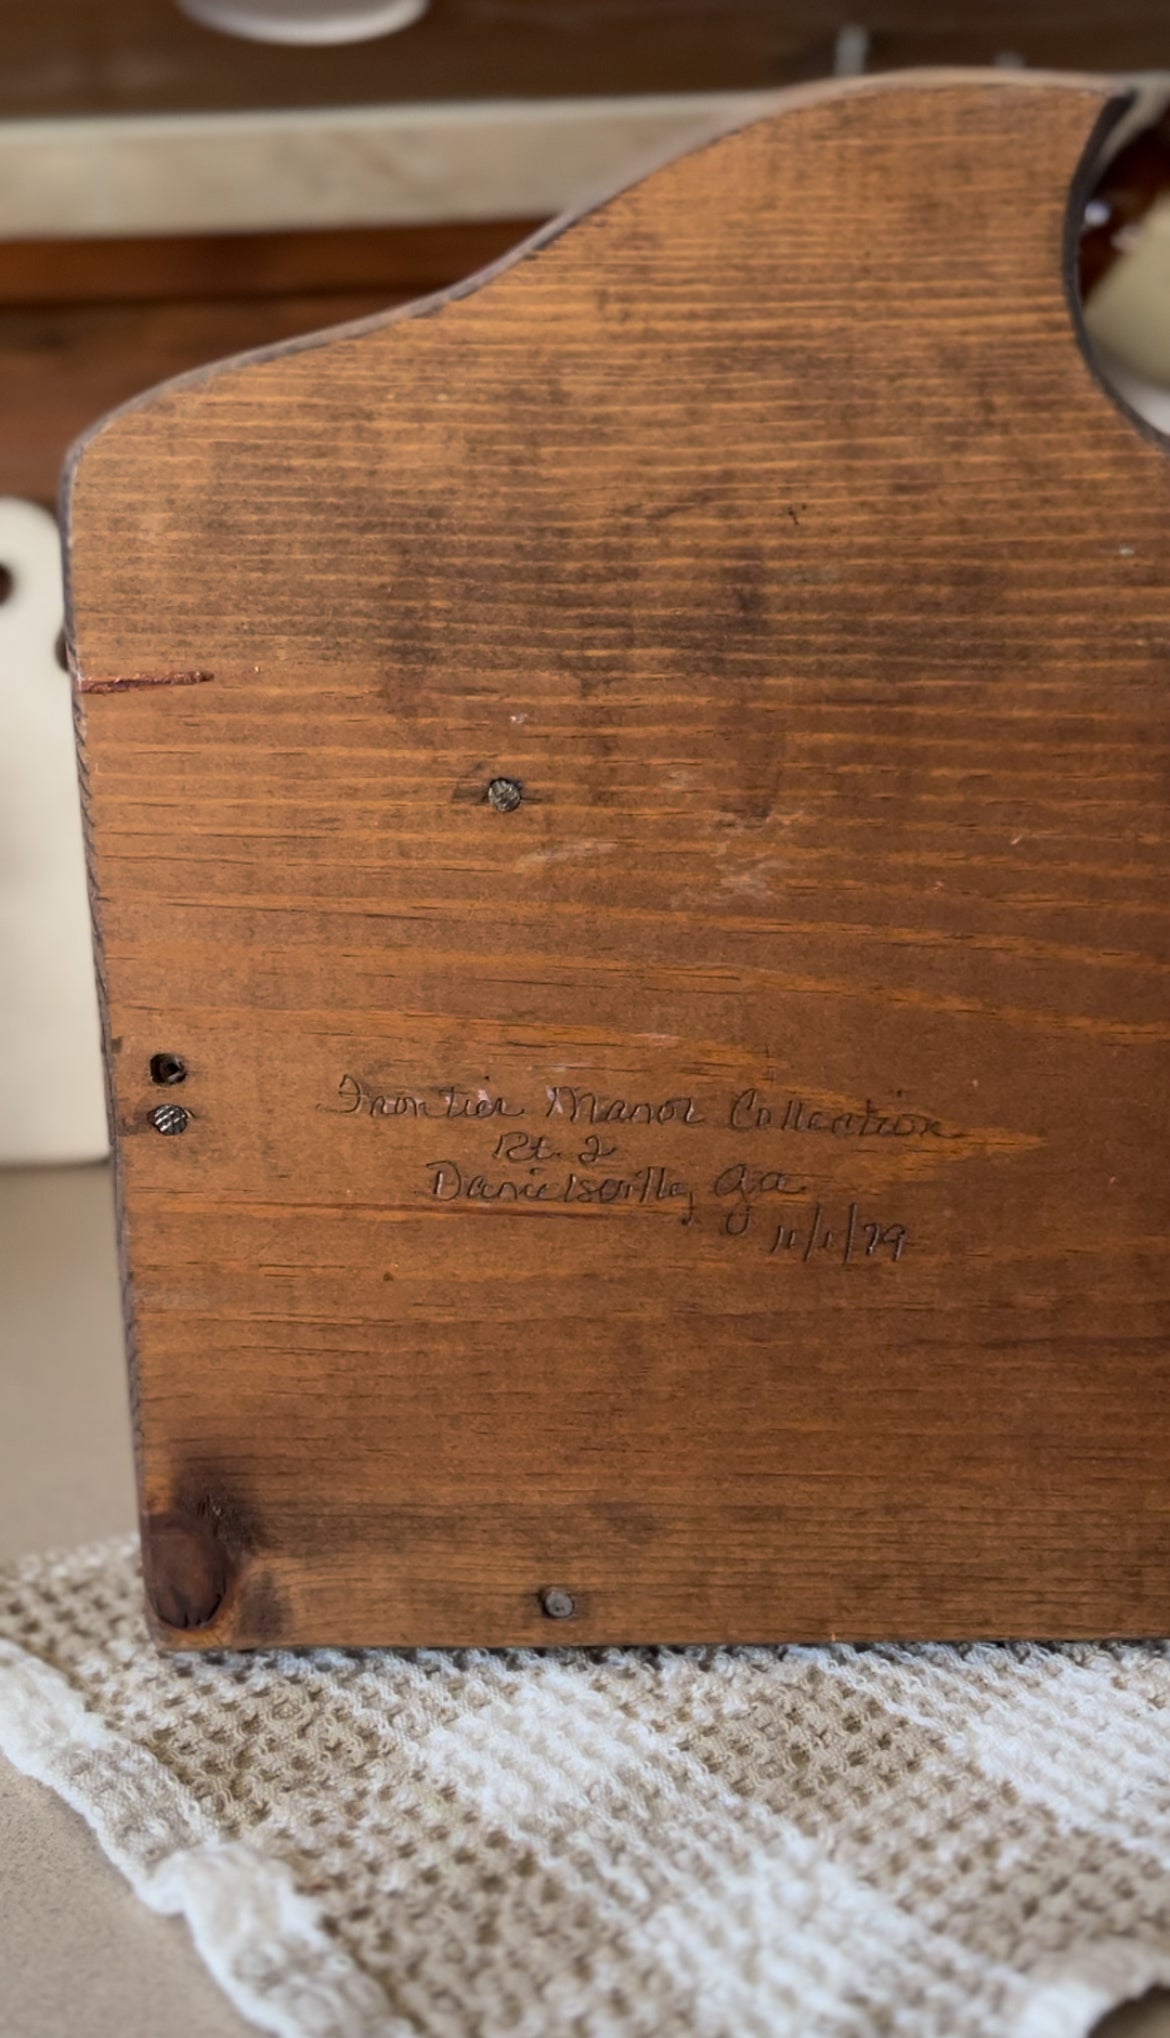 Frontier Manor Collection
Rt. 2
Danielsville, Ga
11/1/79